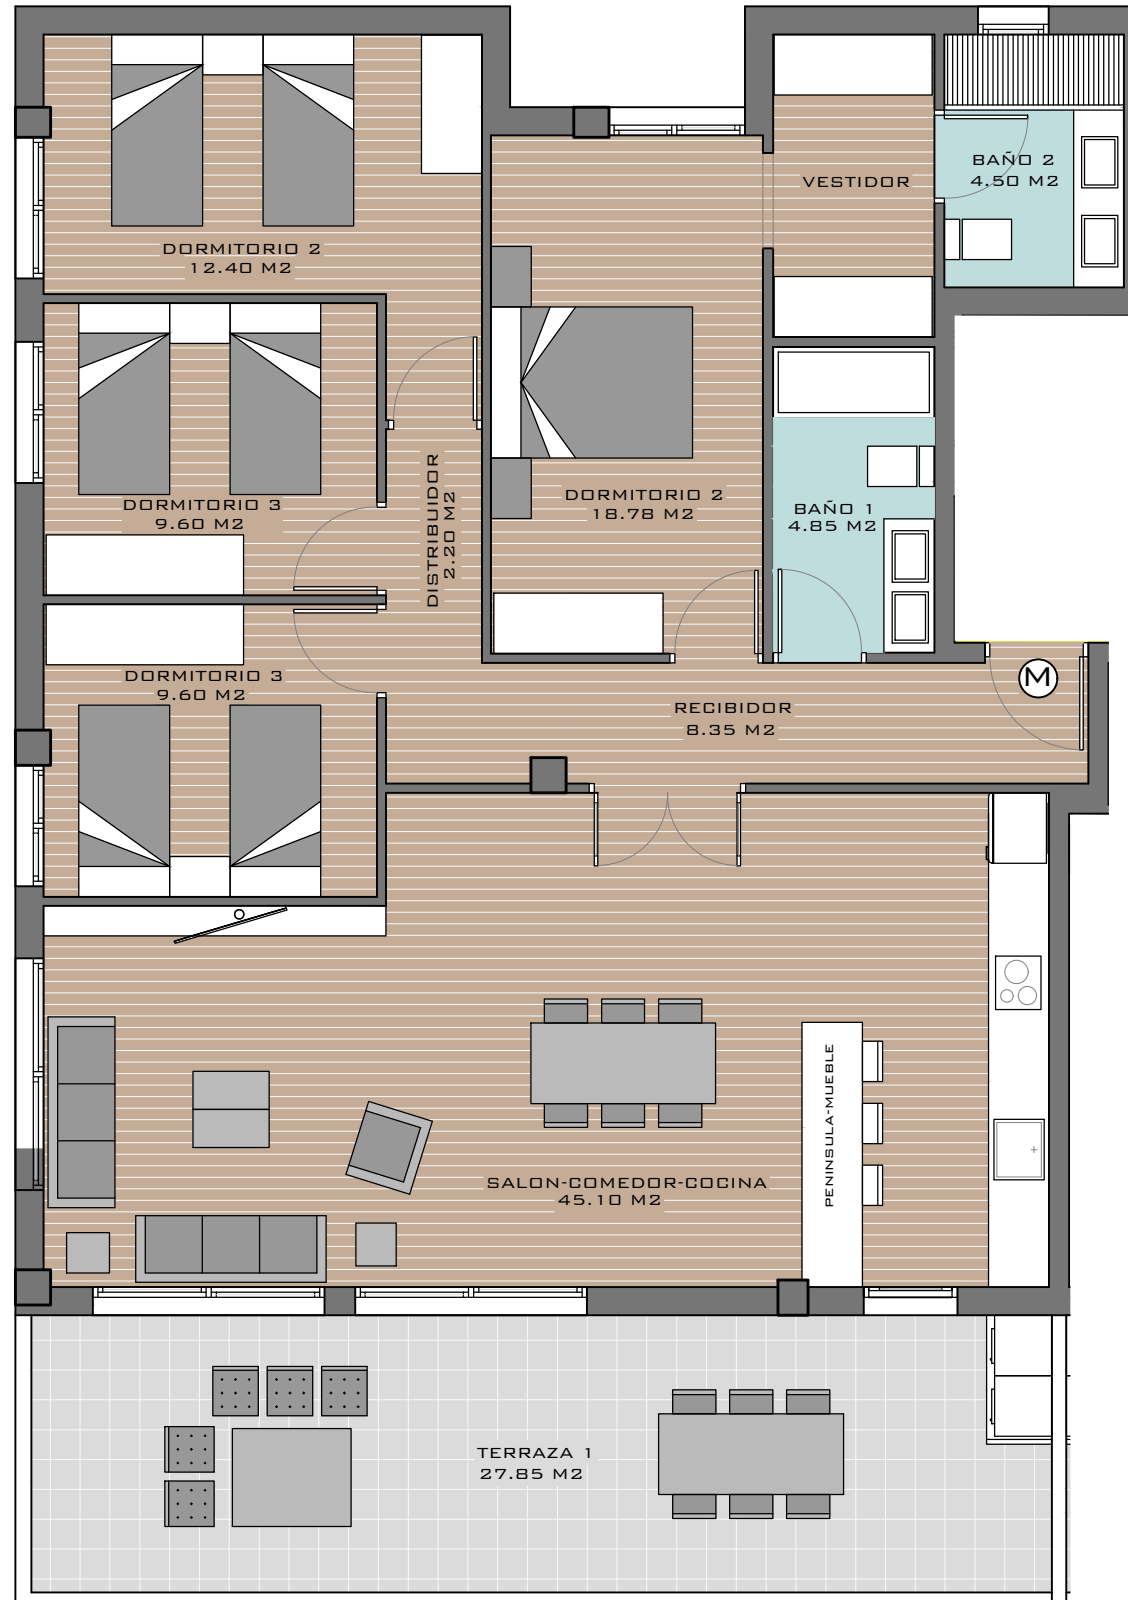 BAÑO 2
4.50 M2
VESTIDOR
DORMITORIO 2
12.40 M2
DORMITORIO 3
9.60 M2
DISTRIBUIDOR
2.20 M2
DORMITORIO 2
18.78 M2
BAÑO 1
4.85 M2
DORMITORIO 3
9.60 M2
M
RECIBIDOR
8.35 M2
PENINSULA-MUEBLE
SALON-COMEDOR-COCINA
45.10 M2
TERRAZA 1
27.85 M2